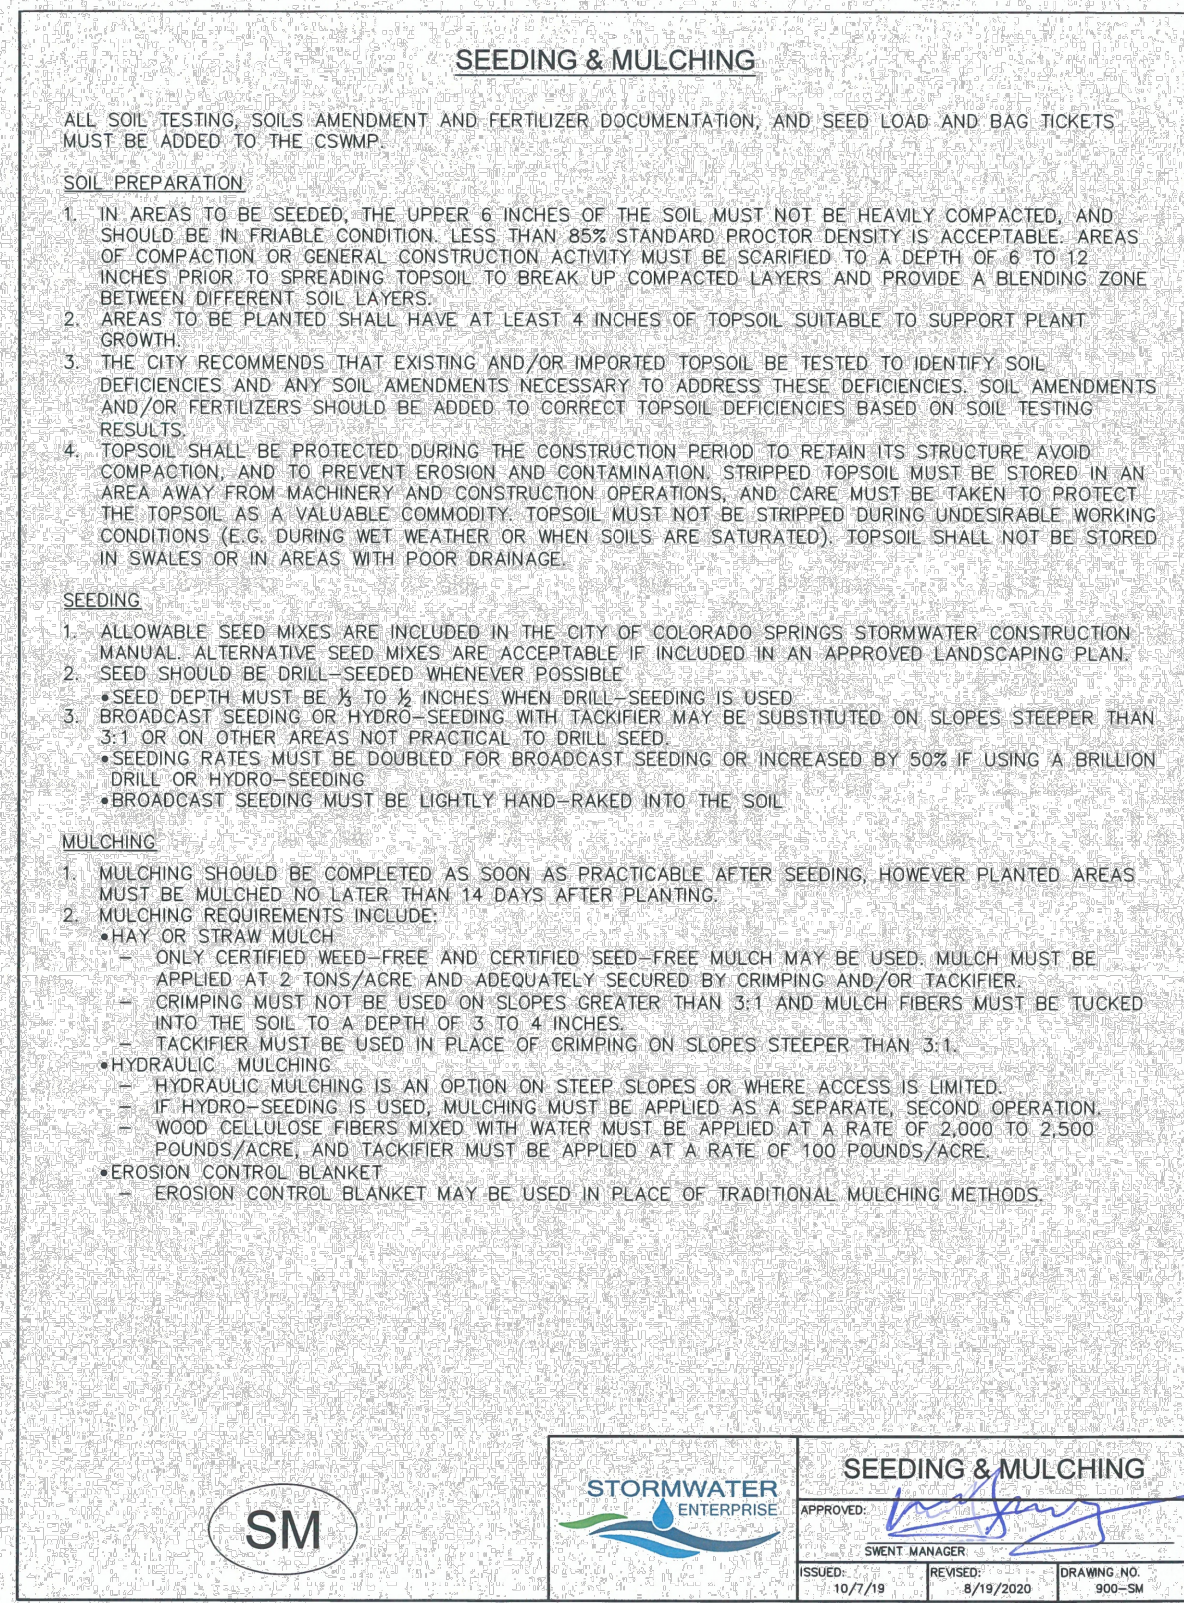 SEEDING & MULCHING
ALL SOIL TESTING, SOILS AMENDMENT AND FERTILIZER DOCUMENTATION, AND SEED LOAD AND BAG TICKETS
MUST BE ADDED TO THE CSWMP.
SOIL PREPARATION
1. IN AREAS TO BE SEEDED, THE UPPER 6 INCHES OF THE SOIL MUST NOT BE HEAVILY COMPACTED, AND
SHOULD BE IN FRIABLE CONDITION. LESS THAN 85% STANDARD PROCTOR DENSITY IS ACCEPTABLE. AREAS
OF COMPACTION OR GENERAL CONSTRUCTION ACTIVITY MUST BE SCARIFIED TO A DEPTH OF 6 TO 12
INCHES PRIOR TO SPREADING TOPSOIL TO BREAK UP COMPACTED LAYERS AND PROVIDE A BLENDING ZONE
BETWEEN DIFFERENT SOIL LAYERS.
2. AREAS TO BE PLANTED SHALL HAVE AT LEAST 4 INCHES OF TOPSOIL SUITABLE TO SUPPORT PLANT
GROWTH.
3. THE CITY RECOMMENDS THAT EXISTING AND/OR IMPORTED TOPSOIL BE TESTED TO IDENTIFY SOIL
DEFICIENCIES AND ANY SOIL AMENDMENTS NECESSARY TO ADDRESS THESE DEFICIENCIES. SOIL AMENDMENTS
AND/OR FERTILIZERS SHOULD BE ADDED TO CORRECT TOPSOIL DEFICIENCIES BASED ON SOIL TESTING
RESULTS.
4. TOPSOIL SHALL BE PROTECTED DURING THE CONSTRUCTION PERIOD TO RETAIN ITS STRUCTURE AVOID
COMPACTION, AND TO PREVENT EROSION AND CONTAMINATION. STRIPPED TOPSOIL MUST BE STORED IN AN
AREA AWAY FROM MACHINERY AND CONSTRUCTION OPERATIONS, AND CARE MUST BE TAKEN TO PROTECT
THE TOPSOIL AS A VALUABLE COMMODITY. TOPSOIL MUST NOT BE STRIPPED DURING UNDESIRABLE WORKING
CONDITIONS (E.G. DURING WET WEATHER OR WHEN SOILS ARE SATURATED). TOPSOIL SHALL NOT BE STORED
IN SWALES OR IN AREAS WITH POOR DRAINAGE.
SEEDING
1. ALLOWABLE SEED MIXES ARE INCLUDED IN THE CITY OF COLORADO SPRINGS STORMWATER CONSTRUCTION
MANUAL. ALTERNATIVE SEED MIXES ARE ACCEPTABLE IF INCLUDED IN AN APPROVED LANDSCAPING PLAN.
2. SEED SHOULD BE DRILL-SEEDED WHENEVER POSSIBLE
•SEED DEPTH MUST BE ⅓ TO ½ INCHES WHEN DRILL-SEEDING IS USED
3. BROADCAST SEEDING OR HYDRO-SEEDING WITH TACKIFIER MAY BE SUBSTITUTED ON SLOPES STEEPER THAN
3:1 OR ON OTHER AREAS NOT PRACTICAL TO DRILL SEED.
•SEEDING RATES MUST BE DOUBLED FOR BROADCAST SEEDING OR INCREASED BY 50% IF USING A BRILLION
DRILL OR HYDRO-SEEDING
•BROADCAST SEEDING MUST BE LIGHTLY HAND-RAKED INTO THE SOIL
MULCHING
1. MULCHING SHOULD BE COMPLETED AS SOON AS PRACTICABLE AFTER SEEDING, HOWEVER PLANTED AREAS
MUST BE MULCHED NO LATER THAN 14 DAYS AFTER PLANTING.
2. MULCHING REQUIREMENTS INCLUDE:
•HAY OR STRAW MULCH
- ONLY CERTIFIED WEED-FREE AND CERTIFIED SEED-FREE MULCH MAY BE USED. MULCH MUST BE
APPLIED AT 2 TONS/ACRE AND ADEQUATELY SECURED BY CRIMPING AND/OR TACKIFIER.
- CRIMPING MUST NOT BE USED ON SLOPES GREATER THAN 3:1 AND MULCH FIBERS MUST BE TUCKED
INTO THE SOIL TO A DEPTH OF 3 TO 4 INCHES.
- TACKIFIER MUST BE USED IN PLACE OF CRIMPING ON SLOPES STEEPER THAN 3:1.
•HYDRAULIC MULCHING
- HYDRAULIC MULCHING IS AN OPTION ON STEEP SLOPES OR WHERE ACCESS IS LIMITED.
- IF HYDRO-SEEDING IS USED, MULCHING MUST BE APPLIED AS A SEPARATE, SECOND OPERATION.
- WOOD CELLULOSE FIBERS MIXED WITH WATER MUST BE APPLIED AT A RATE OF 2,000 TO 2,500
POUNDS/ACRE, AND TACKIFIER MUST BE APPLIED AT A RATE OF 100 POUNDS/ACRE.
•EROSION CONTROL BLANKET
- EROSION CONTROL BLANKET MAY BE USED IN PLACE OF TRADITIONAL MULCHING METHODS.
SM
STORMWATER
ENTERPRISE
SEEDING & MULCHING
APPROVED:
SWENT MANAGER
ISSUED: 10/7/19
REVISED: 8/19/2020
DRAWING NO. 900-SM